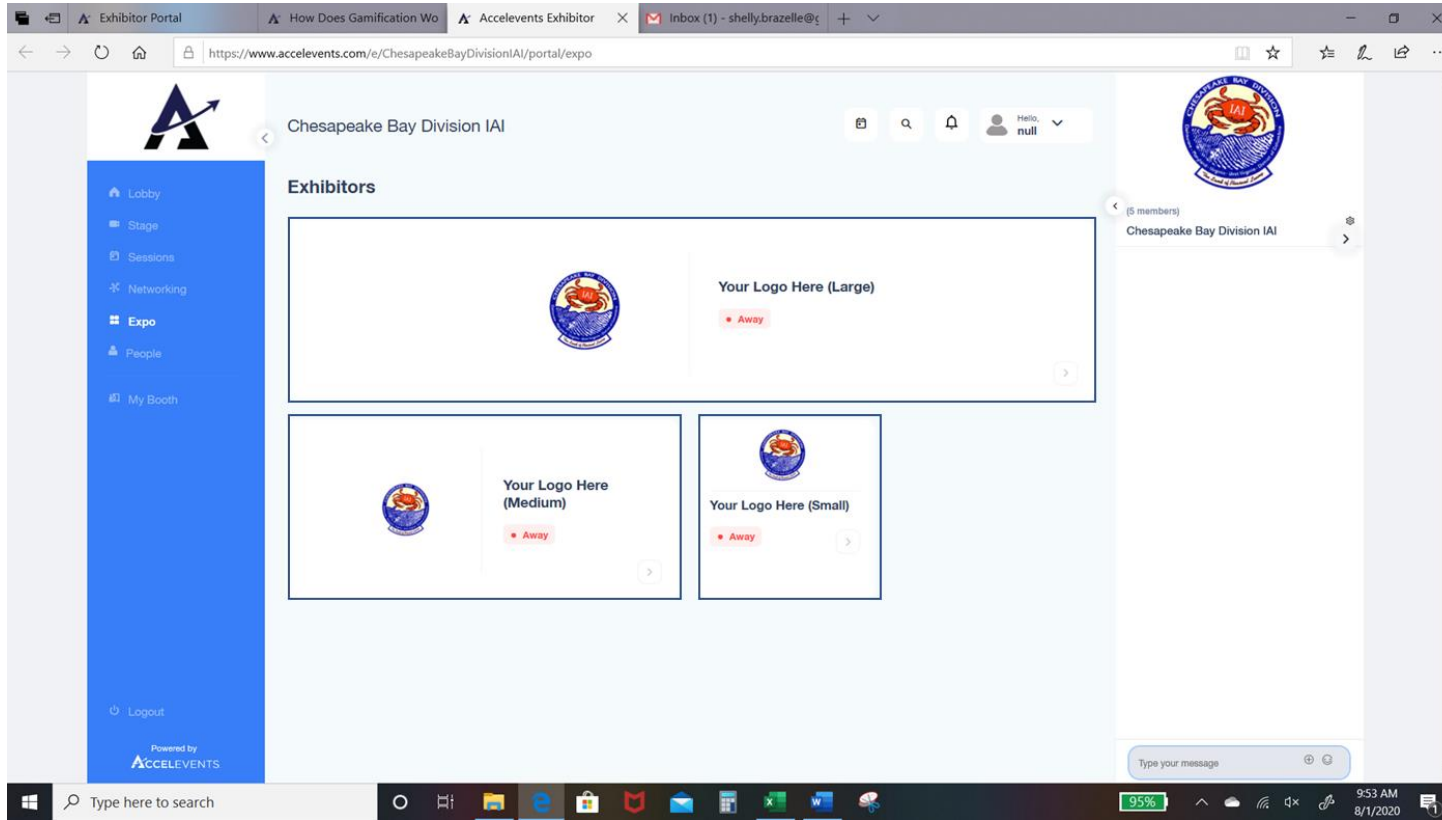 Exhibitor Portal
How Does Gamification Wo
Accelevents Exhibitor
Inbox (1) - shelly.brazelle@g
https://www.accelevents.com/e/ChesapeakeBayDivisionIAI/portal/expo
Chesapeake Bay Division IAI
Hello,
null
Lobby
Stage
Sessions
Networking
Expo
People
My Booth
Logout
Powered by
ACCELEVENTS
Exhibitors
IAI
Your Logo Here (Large)
Away
Your Logo Here
(Medium)
Away
Your Logo Here (Small)
Away
CHESAPEAKE BAY DIVISION
IAI
(5 members)
Chesapeake Bay Division IAI
Type your message
Type here to search
95%
9:53 AM
8/1/2020
1